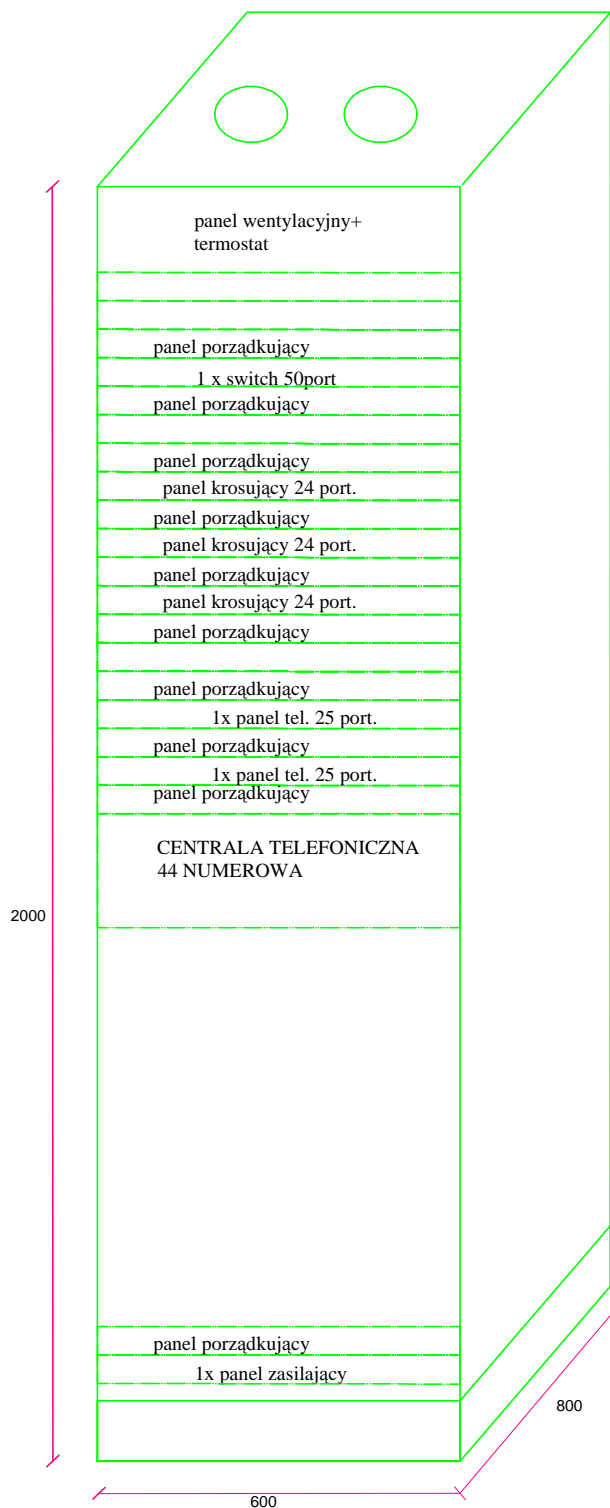 panel wentylacyjny+
termostat
panel porządkujący
1 x switch 50port
panel porządkujący
panel porządkujący
panel krosujący 24 port.
panel porządkujący
panel krosujący 24 port.
panel porządkujący
panel krosujący 24 port.
panel porządkujący
panel porządkujący
1x panel tel. 25 port.
panel porządkujący
1x panel tel. 25 port.
panel porządkujący
CENTRALA TELEFONICZNA
44 NUMEROWA
2000
panel porządkujący
1x panel zasilający
800
600